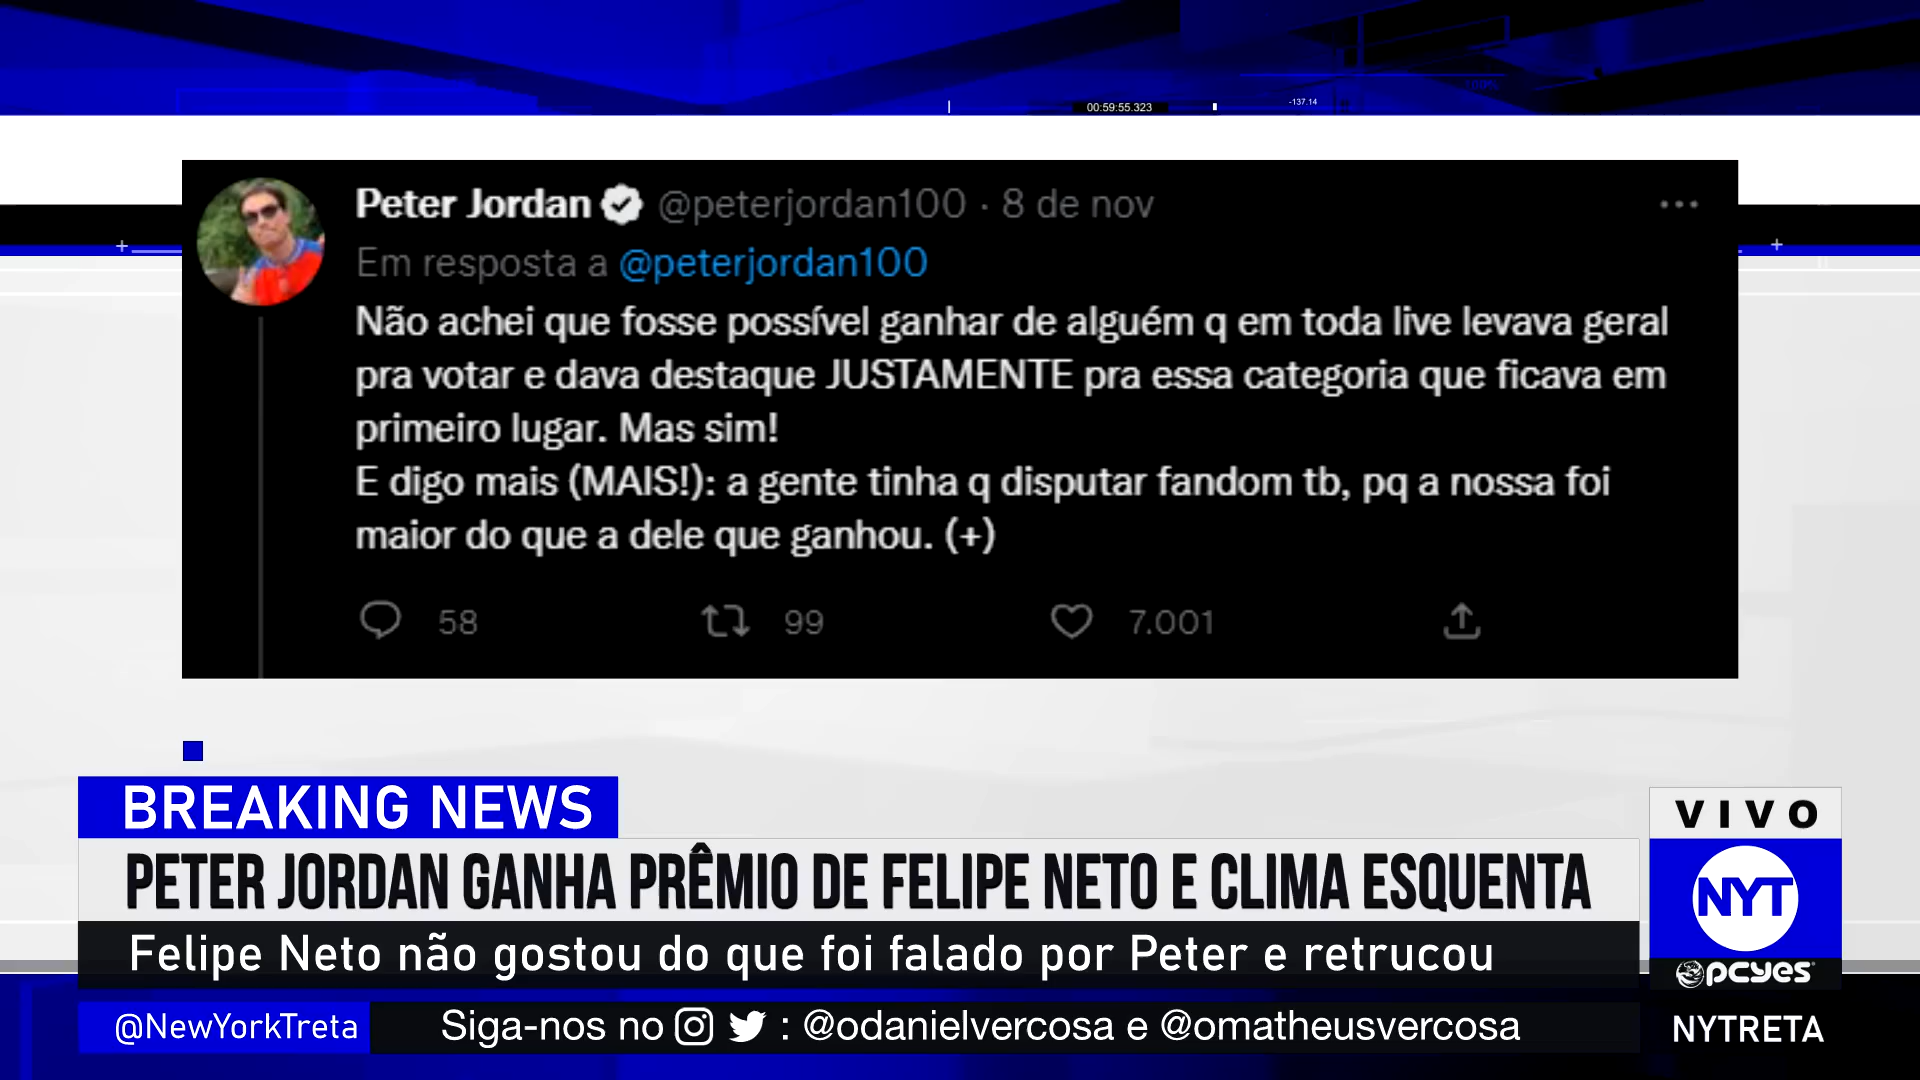 00:59:55.323
-137.14
100%
Peter Jordan @peterjordan100 · 8 de nov
Em resposta a @peterjordan100
Não achei que fosse possível ganhar de alguém q em toda live levava geral
pra votar e dava destaque JUSTAMENTE pra essa categoria que ficava em
primeiro lugar. Mas sim!
E digo mais (MAIS!): a gente tinha q disputar fandom tb, pq a nossa foi
maior do que a dele que ganhou. (+)
58 99 7.001
BREAKING NEWS
PETER JORDAN GANHA PRÊMIO DE FELIPE NETO E CLIMA ESQUENTA
Felipe Neto não gostou do que foi falado por Peter e retrucou
@NewYorkTreta
Siga-nos no : @odanielvercosa e @omatheusvercosa
VIVO
NYT
pcyes
NYTRETA